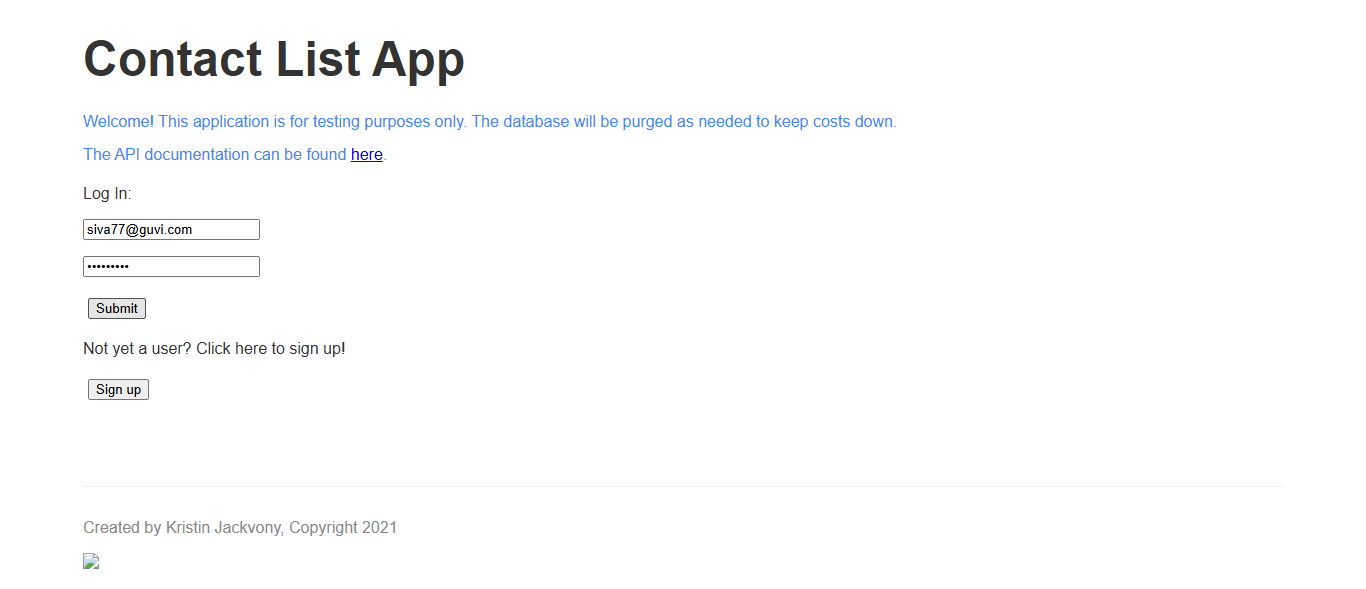 Contact List App
Welcome! This application is for testing purposes only. The database will be purged as needed to keep costs down.
The API documentation can be found here.
Log In:
siva77@guvi.com
•••••••••
Submit
Not yet a user? Click here to sign up!
Sign up
Created by Kristin Jackvony, Copyright 2021